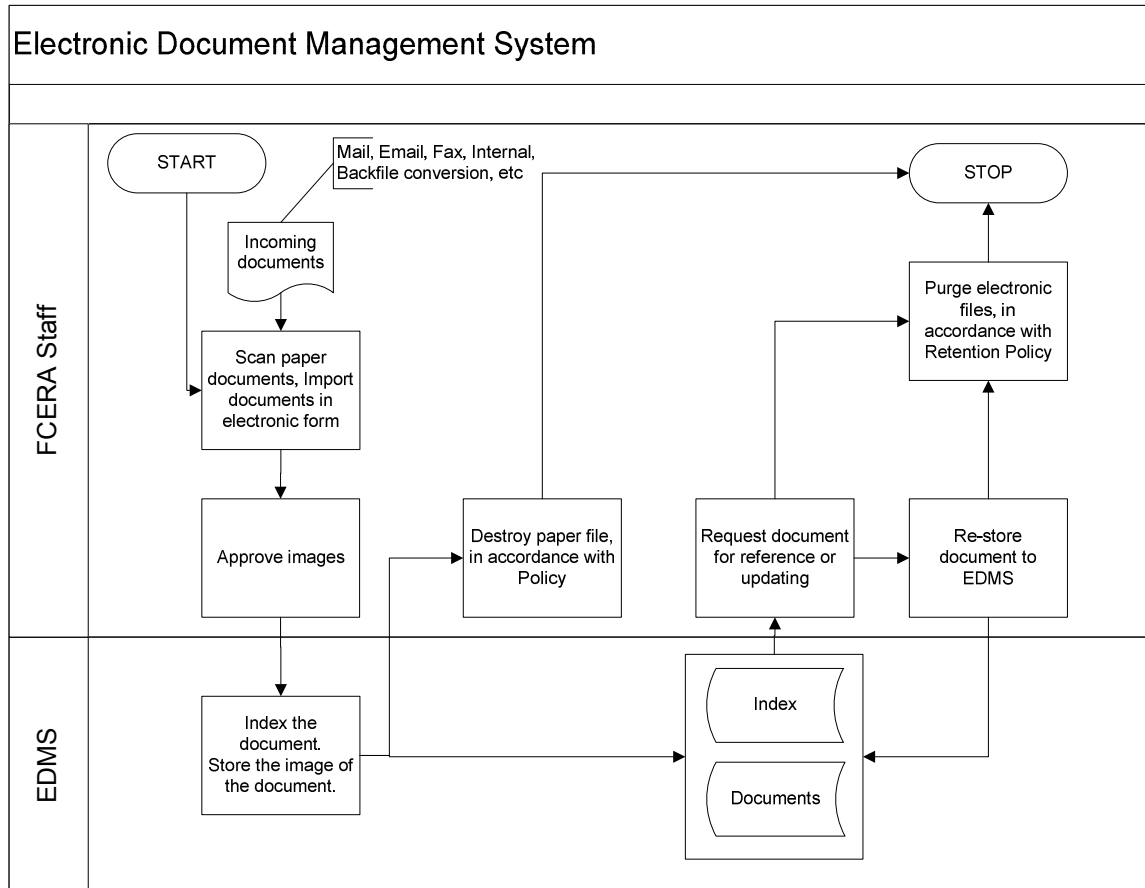 Electronic Document Management System
FCERA Staff
START
Mail, Email, Fax, Internal,
Backfile conversion, etc
STOP
Incoming
documents
Purge electronic
files, in
accordance with
Retention Policy
Scan paper
documents, Import
documents in
electronic form
Approve images
Destroy paper file,
in accordance with
Policy
Request document
for reference or
updating
Re-store
document to
EDMS
EDMS
Index the
document.
Store the image of
the document.
Index
Documents